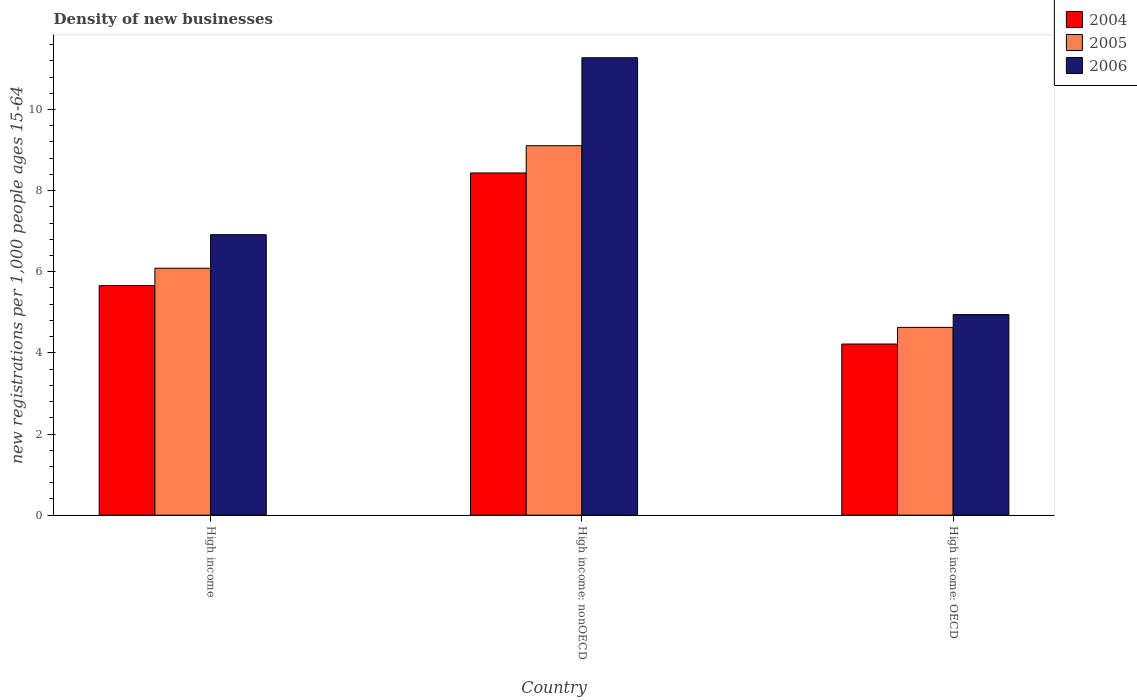 Density of new businesses
2004
2005
2006
new registrations per 1,000 people ages 15-64
10
8
6
4
2
0
High income
High income: nonOECD
High income: OECD
Country